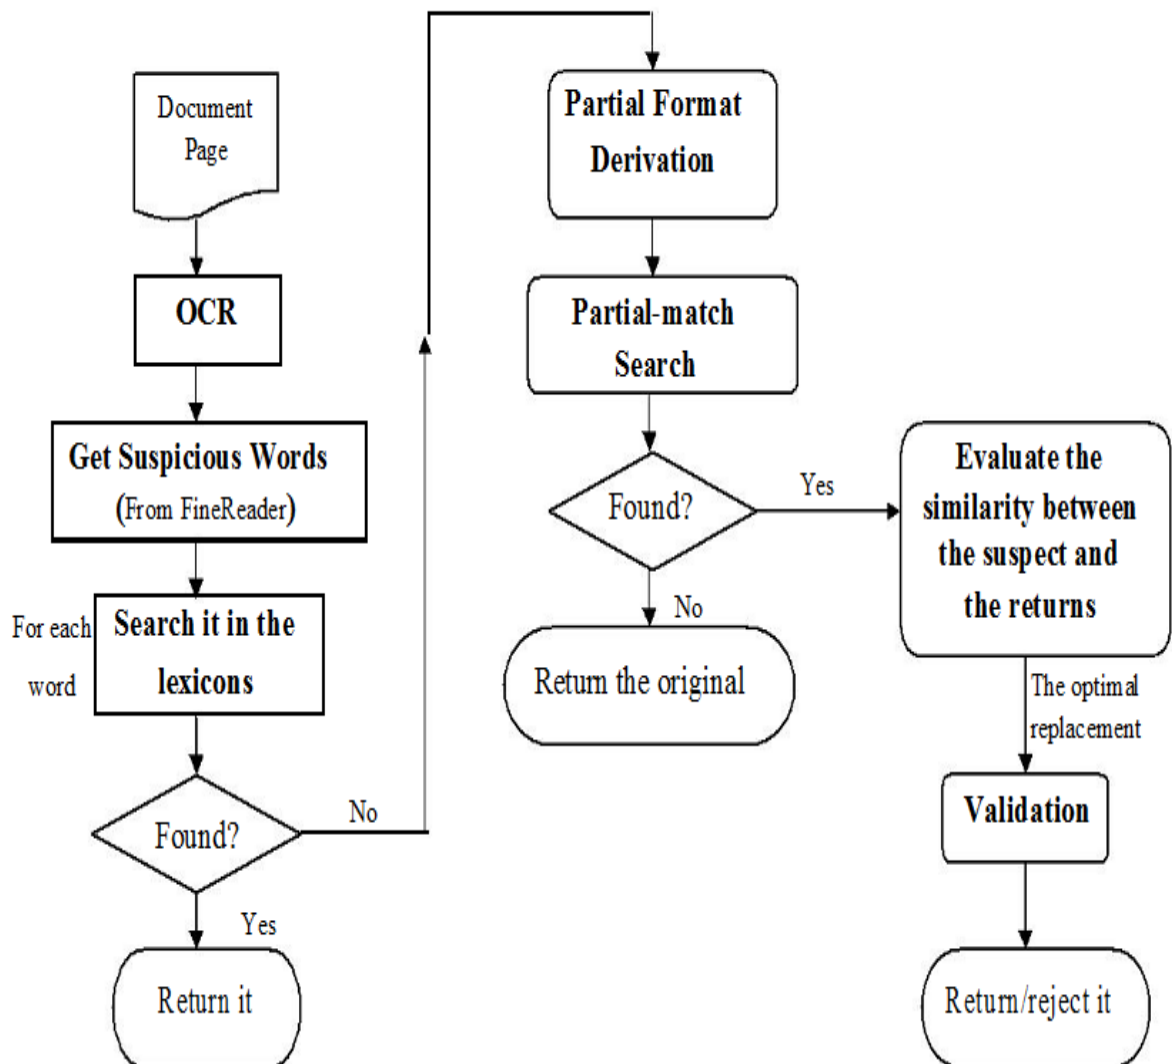 Document
Page
OCR
Get Suspicious Words
(From FineReader)
For each
word
Search it in the
lexicons
Found?
No
Yes
Return it
Partial Format
Derivation
Partial-match
Search
Found?
Yes
No
Return the original
Evaluate the
similarity between
the suspect and
the returns
The optimal
replacement
Validation
Return/reject it